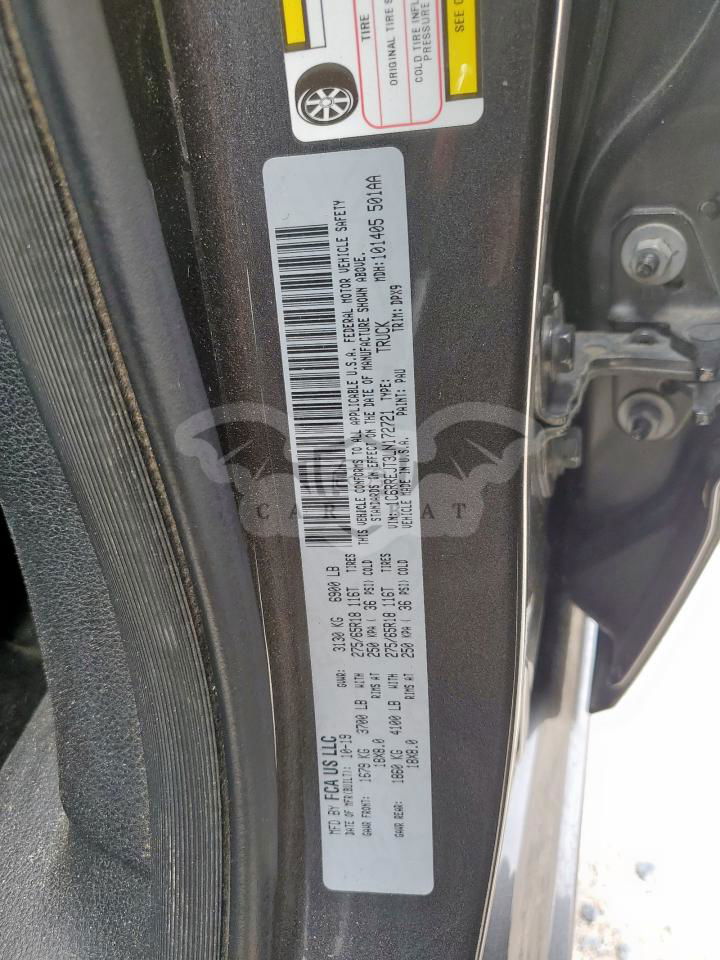 TIRE
ORIGINAL TIRE S
COLD TIRE INFL
PRESSURE
SEE O
MFD BY FCA US LLC
DATE OF MFR(BUILT): 10-19 GVWR: 3130 KG 6900 LB
GAWR FRONT: 1679 KG 3700 LB WITH 275/65R18 116T TIRES
18X8.0 RIMS AT 250 KPA ( 36 PSI) COLD
GAWR REAR: 1860 KG 4100 LB WITH 275/65R18 116T TIRES
18X8.0 RIMS AT 250 KPA ( 36 PSI) COLD
THIS VEHICLE CONFORMS TO ALL APPLICABLE U.S.A. FEDERAL MOTOR VEHICLE SAFETY
STANDARDS IN EFFECT ON THE DATE OF MANUFACTURE SHOWN ABOVE.
VIN: 1C6RREJT3LN172721 TYPE: TRUCK MDH: 101405 501AA
VEHICLE MADE IN U.S.A. PAINT: PAU TRIM: DPX9